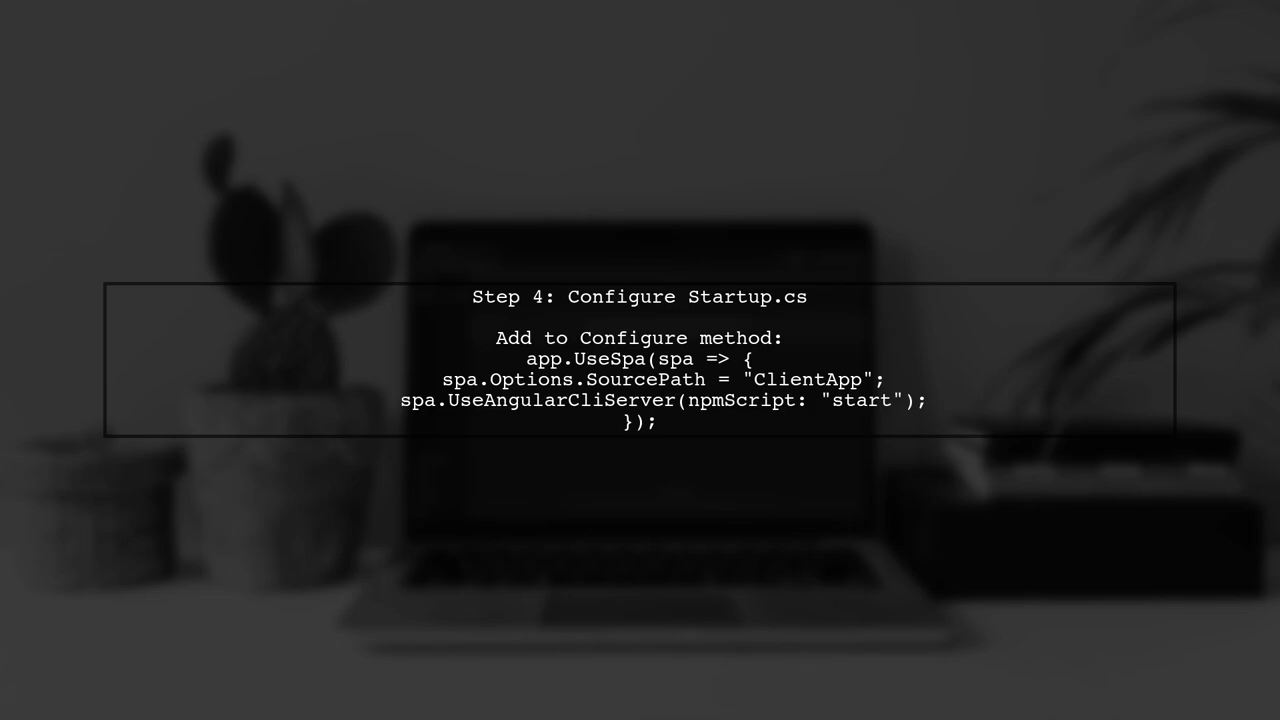 Step 4: Configure Startup.cs
Add to Configure method:
app.UseSpa(spa => {
spa.Options.SourcePath = "ClientApp";
spa.UseAngularCliServer(npmScript: "start");
});